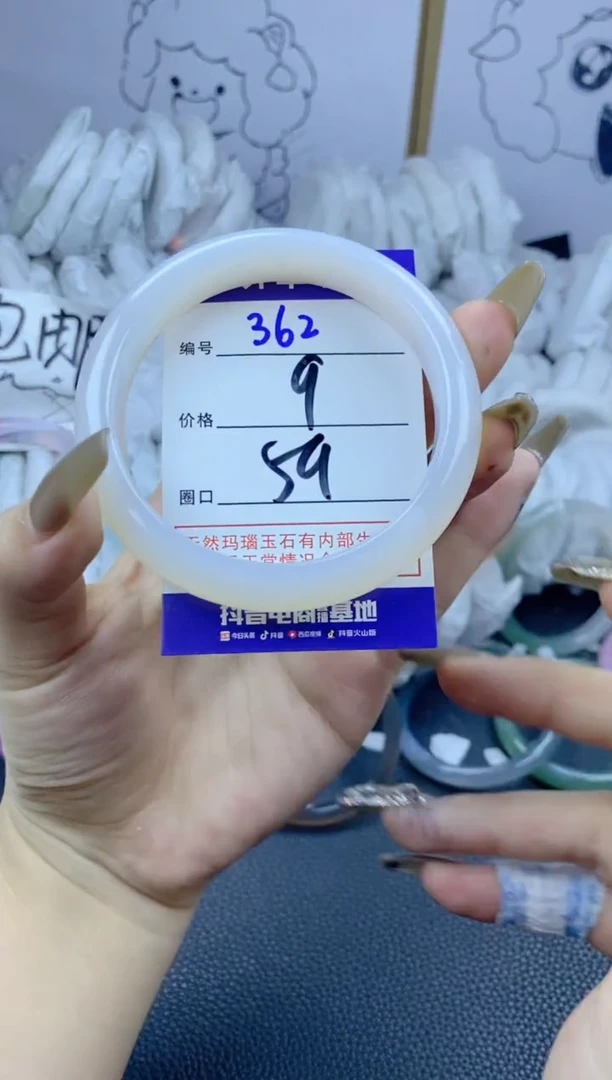 包邮
编号 362
价格 9
圈口 59
天然玛瑙玉石有内部生
正常情况
抖音电商 基地
今日头条 抖音 西瓜视频 抖音火山版